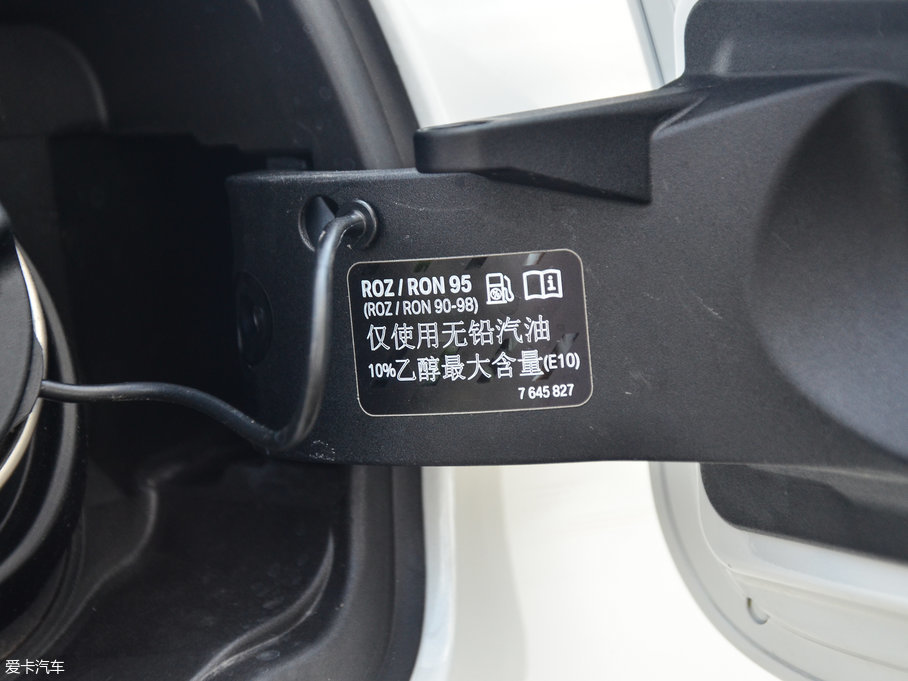 ROZ / RON 95
(ROZ / RON 90-98)
仅使用无铅汽油
10%乙醇最大含量(E10)
7 645 827
爱卡汽车